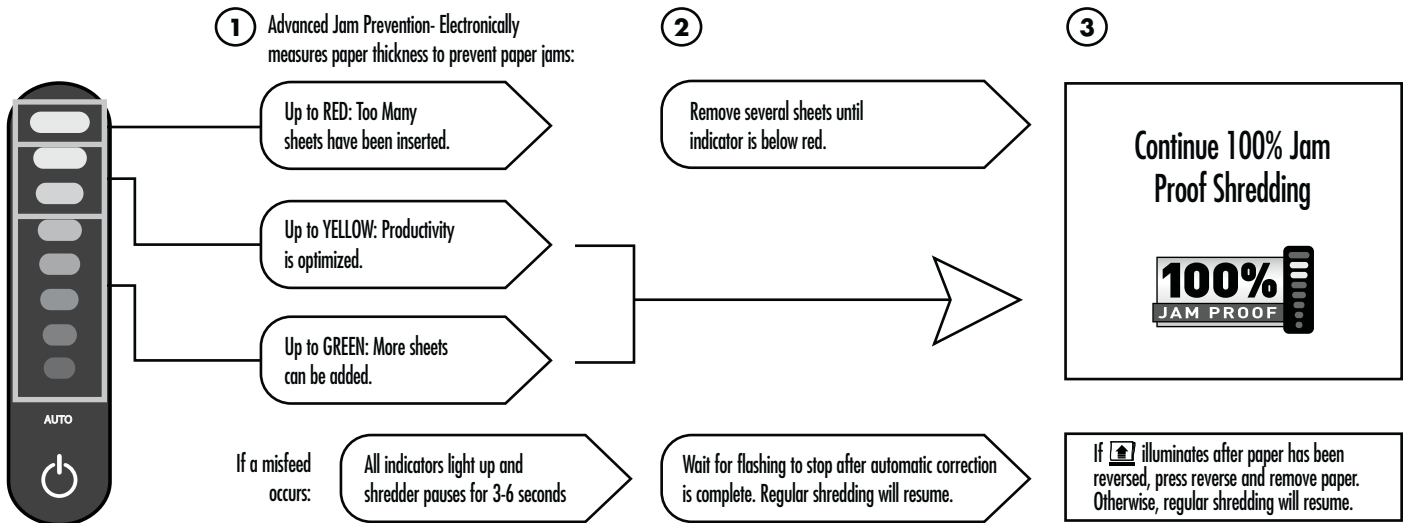 1
Advanced Jam Prevention- Electronically
measures paper thickness to prevent paper jams:
2
3
Up to RED: Too Many
sheets have been inserted.
Remove several sheets until
indicator is below red.
Continue 100% Jam
Proof Shredding
Up to YELLOW: Productivity
is optimized.
100%
JAM PROOF
Up to GREEN: More sheets
can be added.
AUTO
If a misfeed
occurs:
All indicators light up and
shredder pauses for 3-6 seconds
Wait for flashing to stop after automatic correction
is complete. Regular shredding will resume.
If illuminates after paper has been
reversed, press reverse and remove paper.
Otherwise, regular shredding will resume.